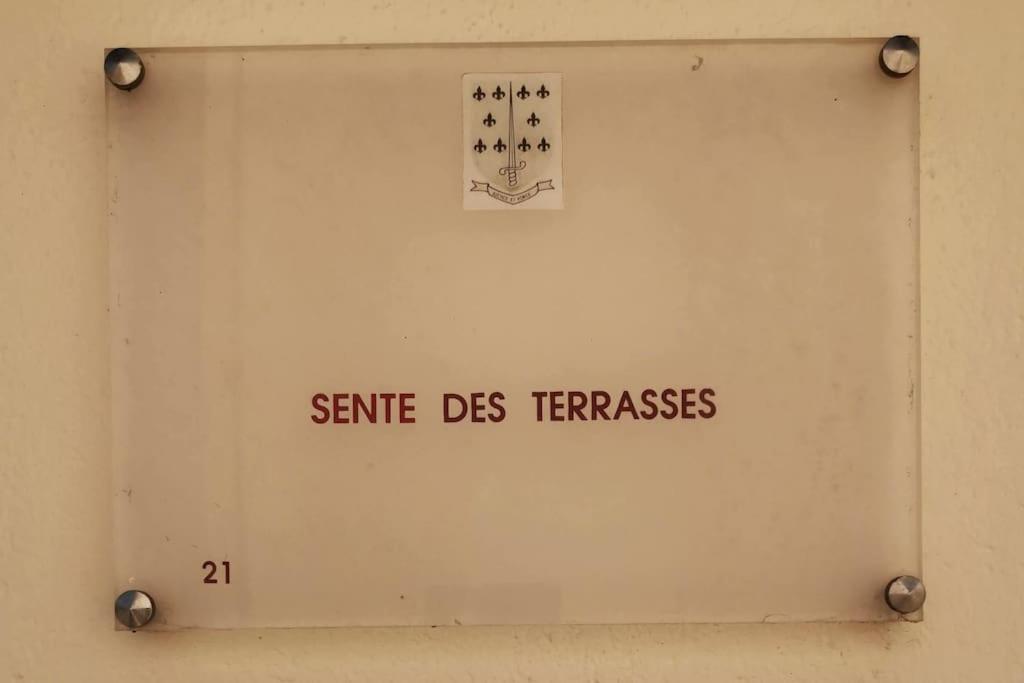 SENTE DES TERRASSES
21